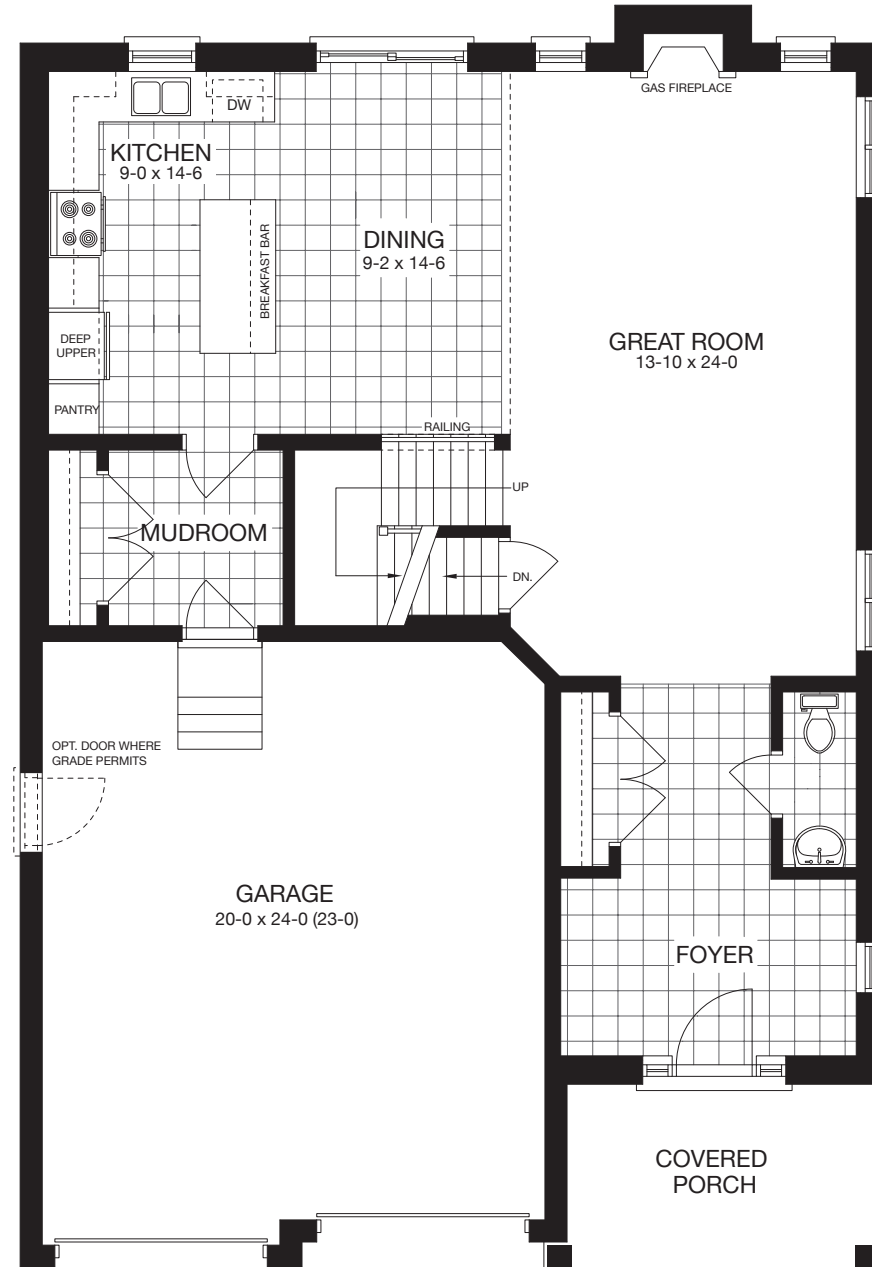 GAS FIREPLACE
DW
KITCHEN
9-0 x 14-6
BREAKFAST BAR
DINING
9-2 x 14-6
GREAT ROOM
13-10 x 24-0
DEEP
UPPER
PANTRY
RAILING
UP
MUDROOM
DN.
OPT. DOOR WHERE
GRADE PERMITS
GARAGE
20-0 x 24-0 (23-0)
FOYER
COVERED
PORCH